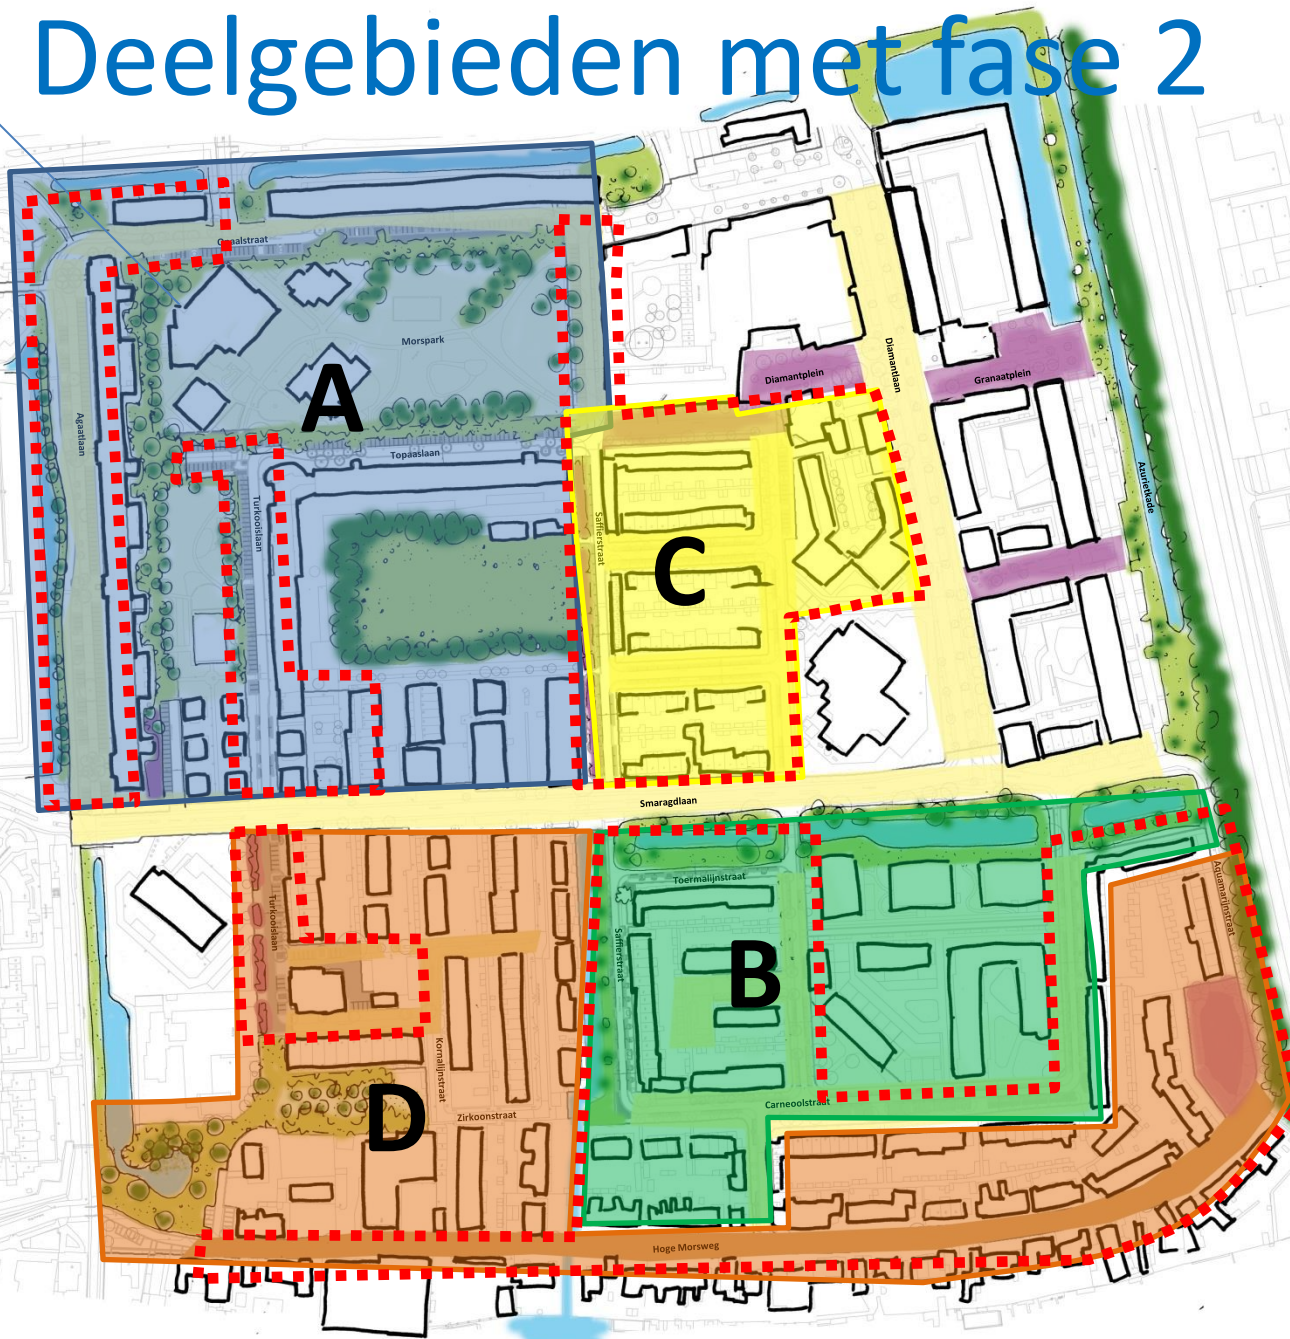 Deelgebieden met fase 2
Opaalstraat
Morspark
A
Agaatlaan
Topaaslaan
Turkooislaan
Diamantplein
Diamantlaan
Granaatplein
Azurietkade
Saffierstraat
C
Smaragdlaan
Toermalijnstraat
Saffierstraat
B
Carneoolstraat
Aquamarijnstraat
Turkooislaan
Kornalijnstraat
Zirkoonstraat
D
Hoge Morsweg